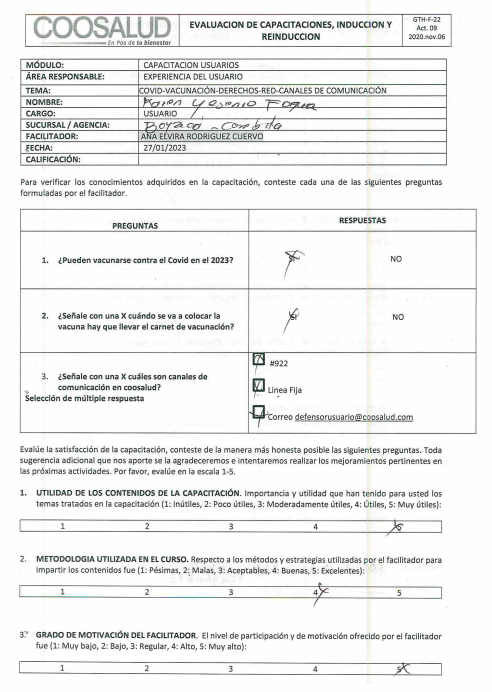 COOSALUD
En Pos de tu bienestar
EVALUACION DE CAPACITACIONES, INDUCCION Y
REINDUCCION
GTH-F-22
Act. 09
2020.nov.06
MÓDULO: CAPACITACION USUARIOS
ÁREA RESPONSABLE: EXPERIENCIA DEL USUARIO
TEMA: COVID-VACUNACIÓN-DERECHOS-RED-CANALES DE COMUNICACIÓN
NOMBRE: Karen Yesenia
CARGO: USUARIO
SUCURSAL / AGENCIA: Boyaca - Combita
FACILITADOR: ANA ELVIRA RODRIGUEZ CUERVO
FECHA: 27/01/2023
CALIFICACIÓN:
Para verificar los conocimientos adquiridos en la capacitación, conteste cada una de las siguientes preguntas
formuladas por el facilitador.
PREGUNTAS RESPUESTAS
1. ¿Pueden vacunarse contra el Covid en el 2023? SI NO
2. ¿Señale con una X cuándo se va a colocar la
vacuna hay que llevar el carnet de vacunación? SI NO
3. ¿Señale con una X cuáles son canales de
comunicación en coosalud?
Selección de múltiple respuesta
#922
Linea Fija
Correo defensorusuario@coosalud.com
Evalúe la satisfacción de la capacitación, conteste de la manera más honesta posible las siguientes preguntas. Toda
sugerencia adicional que nos aporte se la agradeceremos e intentaremos realizar los mejoramientos pertinentes en
las próximas actividades. Por favor, evalúe en la escala 1-5.
1. UTILIDAD DE LOS CONTENIDOS DE LA CAPACITACIÓN. Importancia y utilidad que han tenido para usted los
temas tratados en la capacitación (1: Inútiles, 2: Poco útiles, 3: Moderadamente útiles, 4: Útiles, 5: Muy útiles):
1 2 3 4 5
2. METODOLOGIA UTILIZADA EN EL CURSO. Respecto a los métodos y estrategias utilizadas por el facilitador para
impartir los contenidos fue (1: Pésimas, 2: Malas, 3: Aceptables, 4: Buenas, 5: Excelentes):
1 2 3 4 5
3. GRADO DE MOTIVACIÓN DEL FACILITADOR. El nivel de participación y de motivación ofrecido por el facilitador
fue (1: Muy bajo, 2: Bajo, 3: Regular, 4: Alto, 5: Muy alto):
1 2 3 4 5